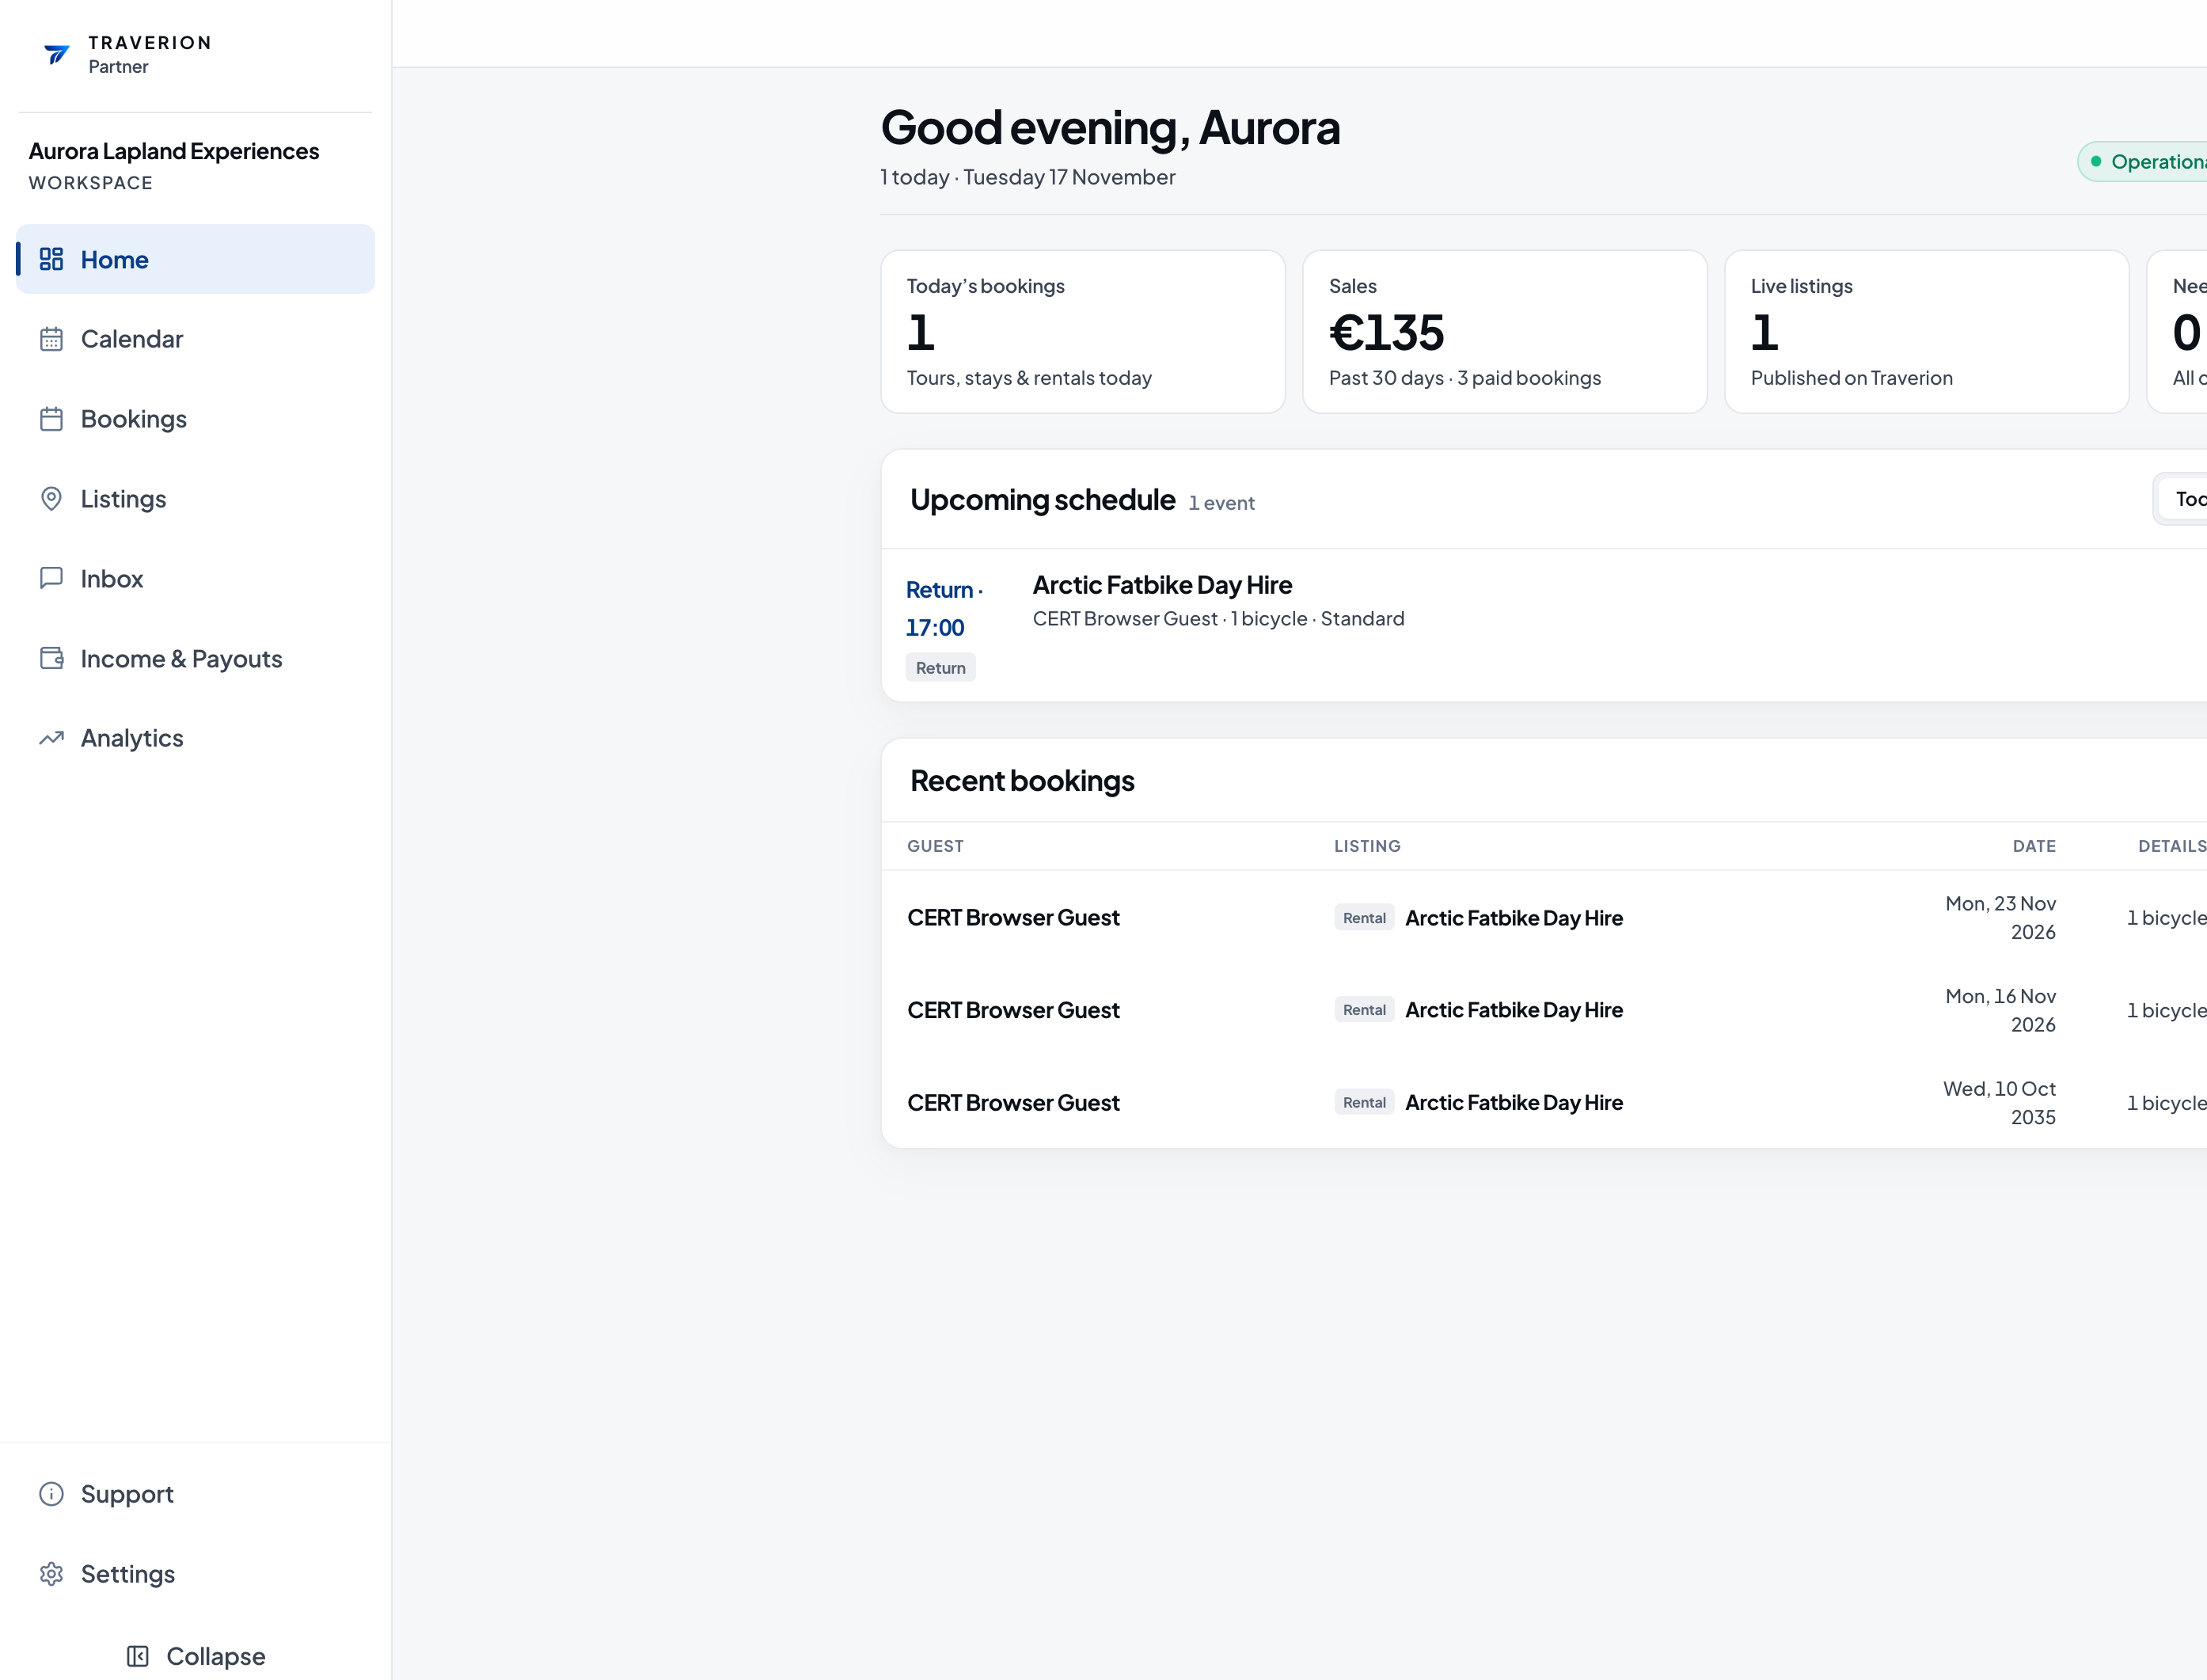 TRAVERION
Partner
Aurora Lapland Experiences
WORKSPACE
Home
Calendar
Bookings
Listings
Inbox
Income & Payouts
Analytics
Support
Settings
Collapse
Good evening, Aurora
1 today · Tuesday 17 November
Today’s bookings
1
Tours, stays & rentals today
Sales
€135
Past 30 days · 3 paid bookings
Live listings
1
Published on Traverion
0
All
Upcoming schedule 1 event
Return ·
17:00
Return
Arctic Fatbike Day Hire
CERT Browser Guest · 1 bicycle · Standard
Recent bookings
GUEST LISTING DATE DETAILS
CERT Browser Guest Rental Arctic Fatbike Day Hire Mon, 23 Nov
2026
1 bicycle
CERT Browser Guest Rental Arctic Fatbike Day Hire Mon, 16 Nov
2026
1 bicycle
CERT Browser Guest Rental Arctic Fatbike Day Hire Wed, 10 Oct
2035
1 bicycle